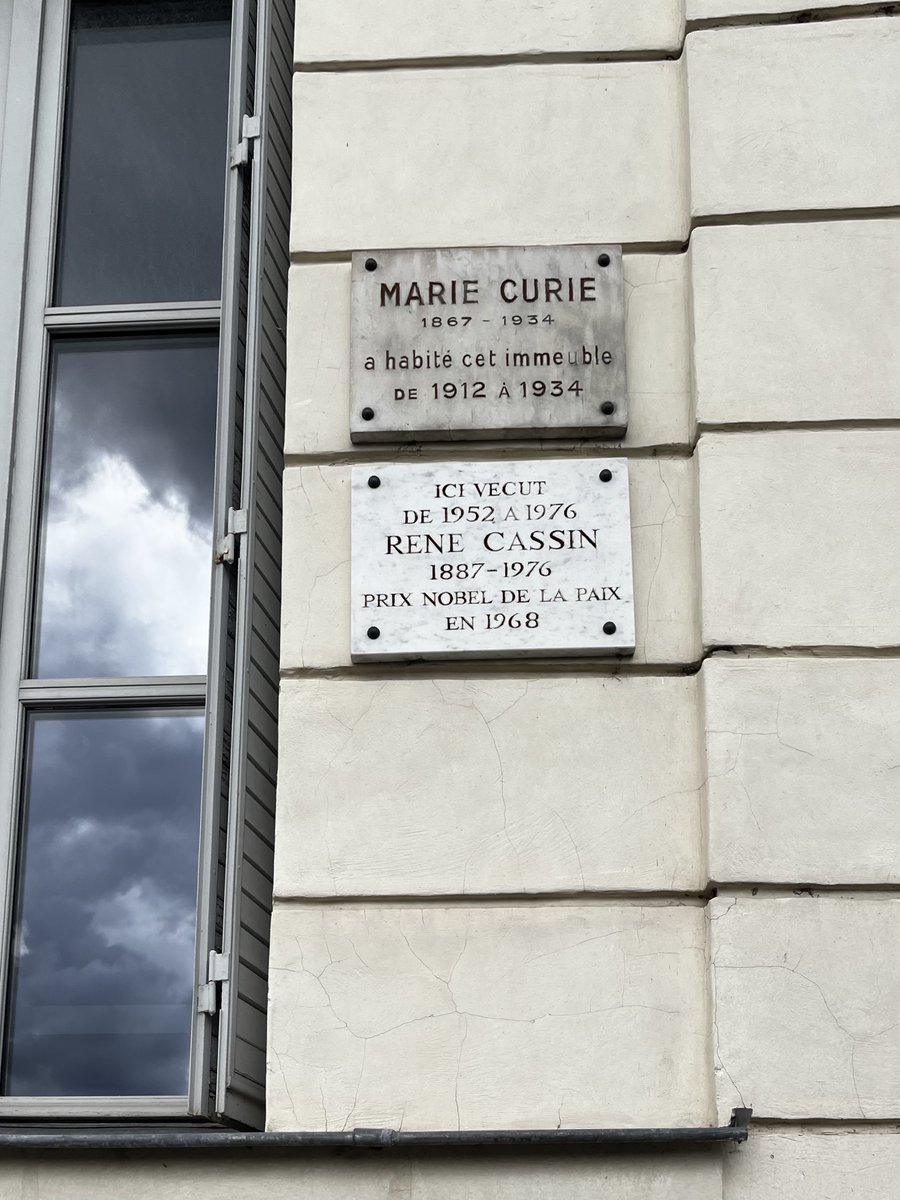 MARIE CURIE
1867 - 1934
a habité cet immeuble
DE 1912 À 1934
ICI VECUT
DE 1952 A 1976
RENE CASSIN
1887-1976
PRIX NOBEL DE LA PAIX
EN 1968